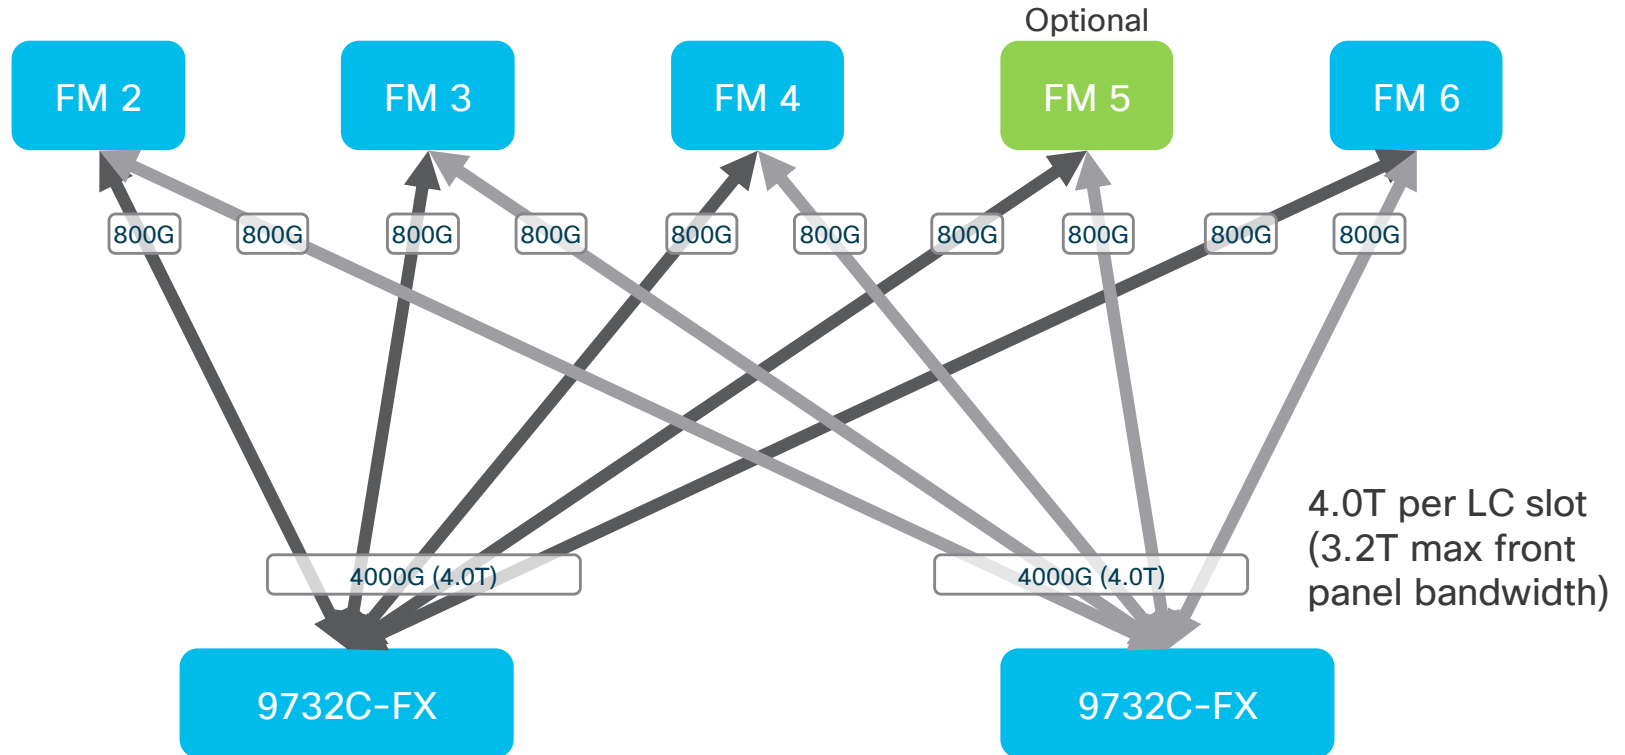 Optional
FM 2
FM 3
FM 4
FM 5
FM 6
800G
800G
800G
800G
800G
800G
800G
800G
800G
800G
4.0T per LC slot
(3.2T max front
panel bandwidth)
4000G (4.0T)
4000G (4.0T)
9732C-FX
9732C-FX